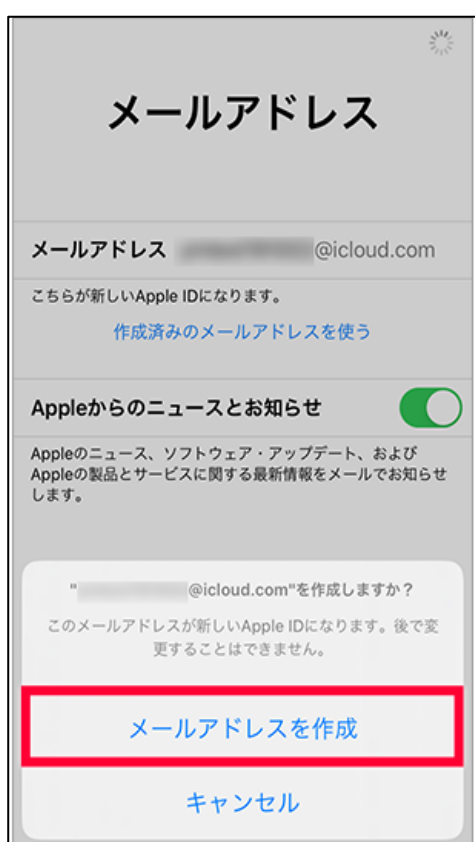 メールアドレス
メールアドレス @icloud.com
こちらが新しいApple IDになります。
作成済みのメールアドレスを使う
Appleからのニュースとお知らせ
Appleのニュース、ソフトウェア・アップデート、および
Appleの製品とサービスに関する最新情報をメールでお知らせ
します。
" @icloud.com"を作成しますか？
このメールアドレスが新しいApple IDになります。後で変
更することはできません。
メールアドレスを作成
キャンセル